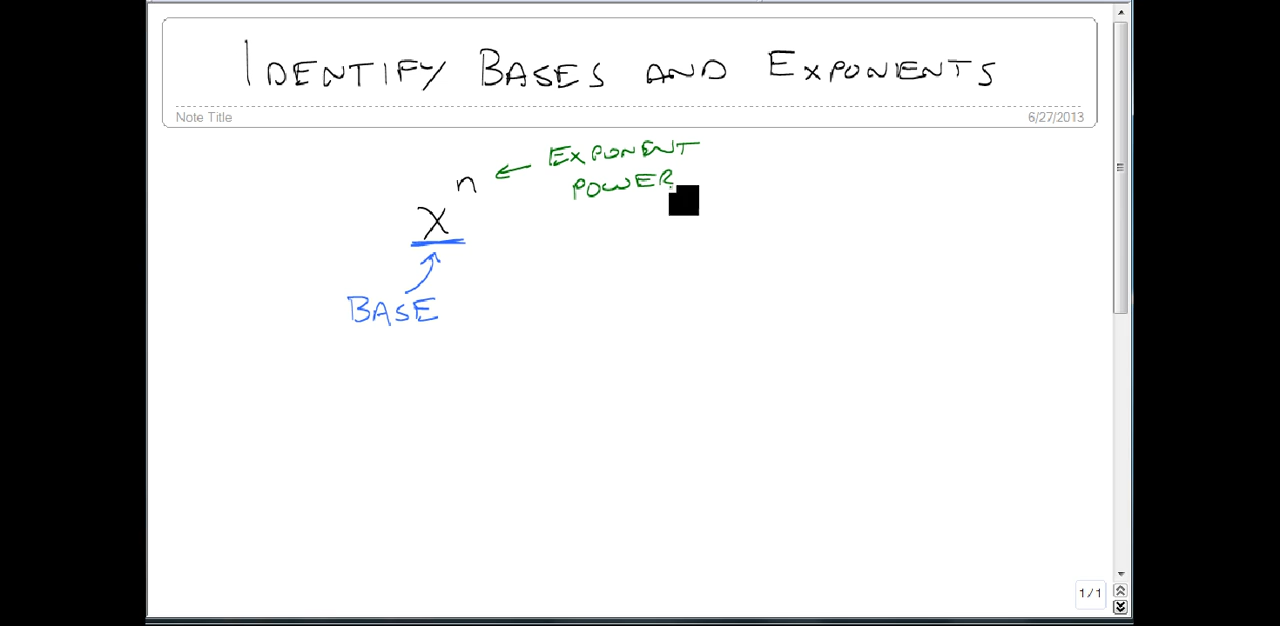 IDENTIFY BASES AND EXPONENTS
Note Title
6/27/2013
EXPONENT
POWER
n
x
BASE
1/1